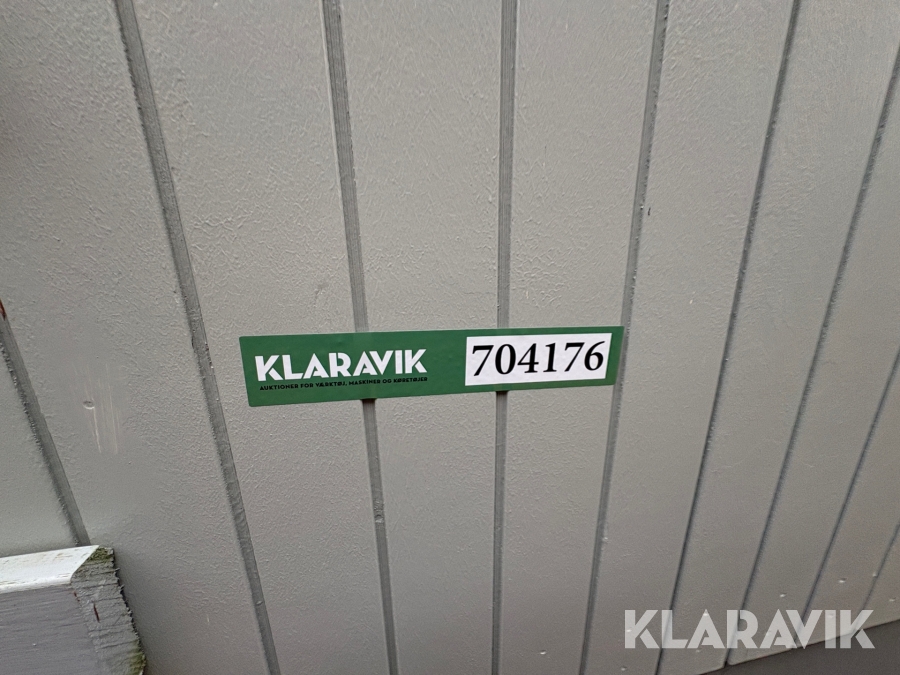 KLARAVIK
AUKTIONER FOR VÆRKTØJ, MASKINER OG KØRETØJER
704176
KLARAVIK